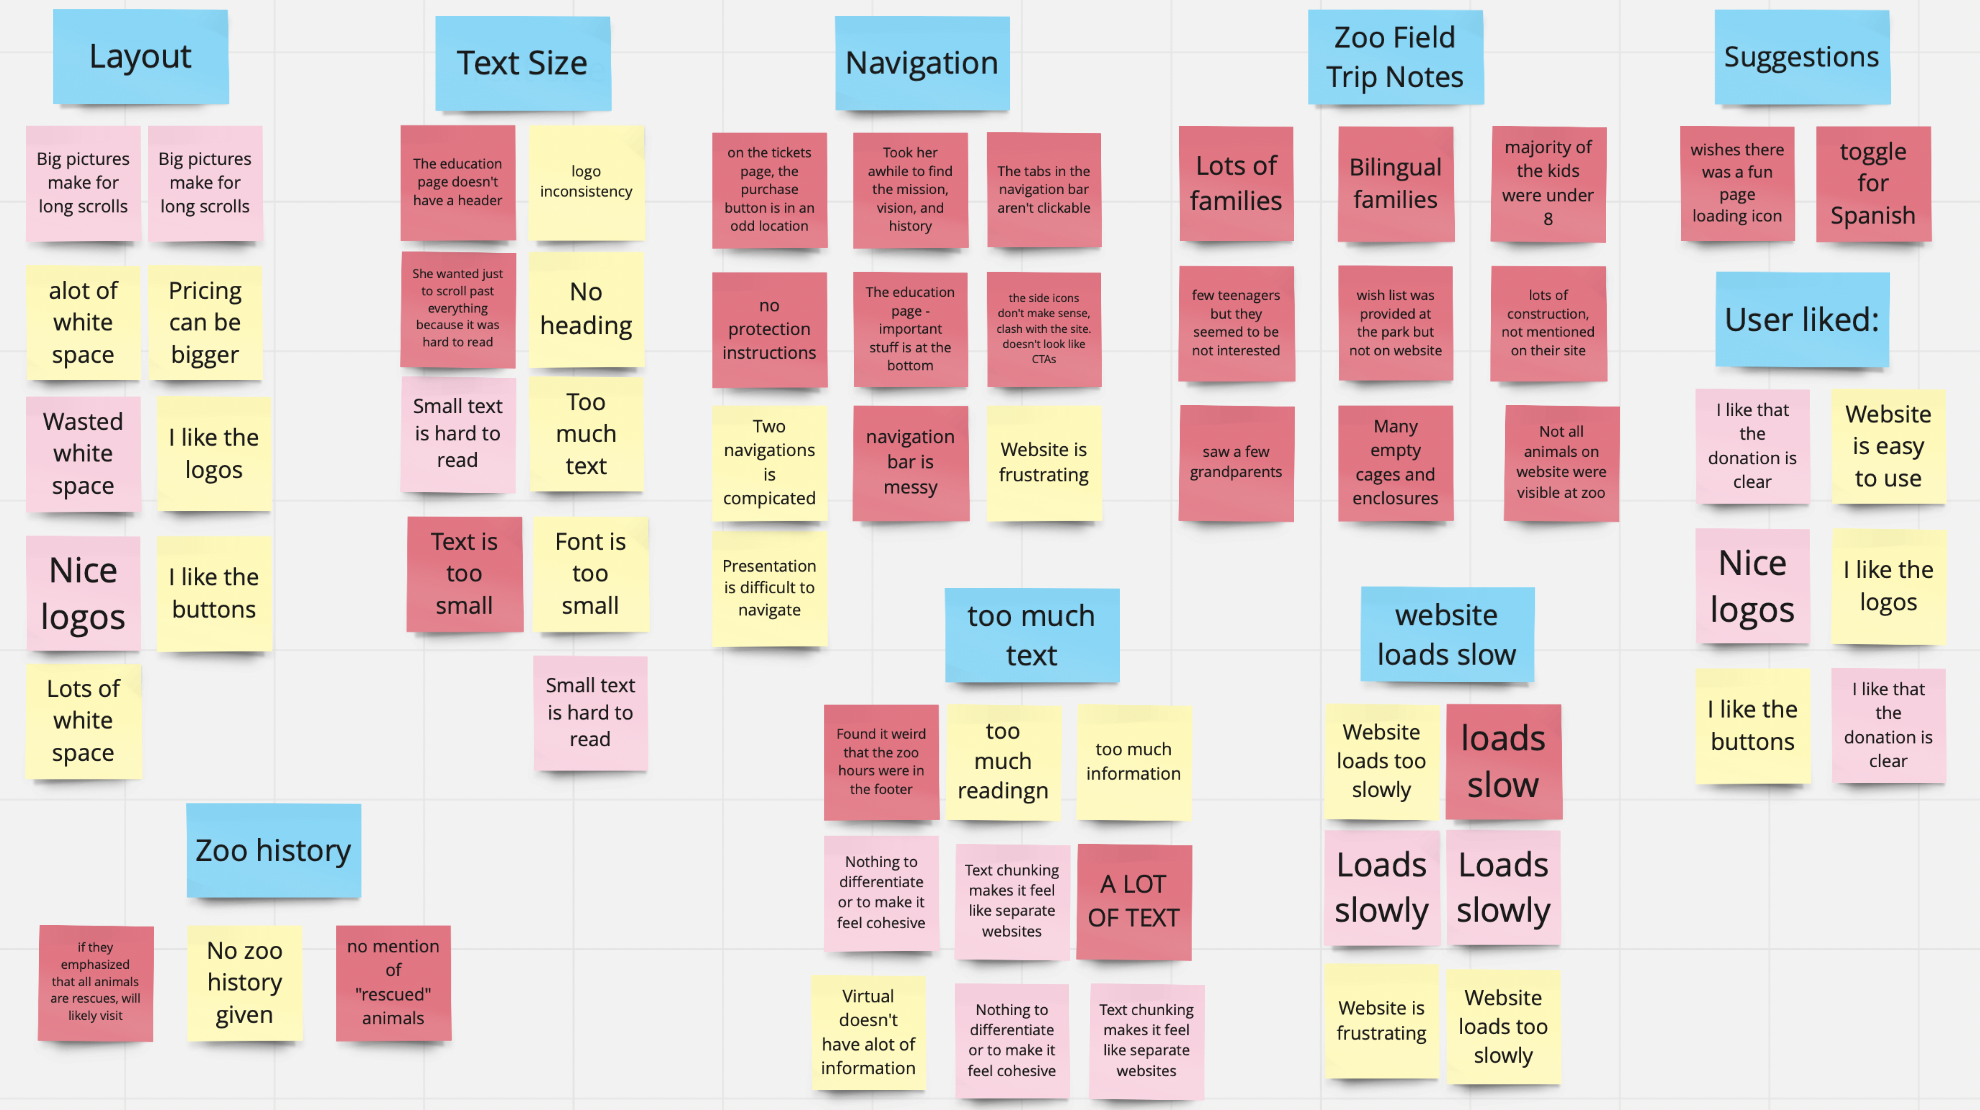 Layout
Big pictures
make for
long scrolls
Big pictures
make for
long scrolls
alot of
white
space
Pricing
can be
bigger
Wasted
white
space
I like the
logos
Nice
logos
I like the
buttons
Lots of
white
space
Zoo history
if they
emphasized
that all animals
are rescues, will
likely visit
No zoo
history
given
no mention
of
"rescued"
animals
Text Size
The education
page doesn't
have a header
logo
inconsistency
She wanted just
to scroll past
everything
because it was
hard to read
No
heading
Small text
is hard to
read
Too
much
text
Text is
too
small
Font is
too
small
Small text
is hard to
read
Navigation
on the tickets
page, the
purchase
button is in an
odd location
Took her
awhile to find
the mission,
vision, and
history
The tabs in the
navigation bar
aren't clickable
no
protection
instructions
The education
page -
important
stuff is at the
bottom
the side icons
don't make sense,
clash with the site.
doesn't look like
CTAs
Two
navigations
is
compicated
navigation
bar is
messy
Website is
frustrating
Presentation
is difficult to
navigate
too much
text
Found it weird
that the zoo
hours were in
the footer
too
much
readingn
too much
information
Nothing to
differentiate
or to make it
feel cohesive
Text chunking
makes it feel
like separate
websites
A LOT
OF TEXT
Virtual
doesn't
have alot of
information
Nothing to
differentiate
or to make it
feel cohesive
Text chunking
makes it feel
like separate
websites
Zoo Field
Trip Notes
Lots of
families
Bilingual
families
majority of
the kids
were under
8
few teenagers
but they
seemed to be
not interested
wish list was
provided at
the park but
not on website
lots of
construction,
not mentioned
on their site
saw a few
grandparents
Many
empty
cages and
enclosures
Not all
animals on
website were
visible at zoo
website
loads slow
Website
loads too
slowly
loads
slow
Loads
slowly
Loads
slowly
Website is
frustrating
Website
loads too
slowly
Suggestions
wishes there
was a fun
page
loading icon
toggle
for
Spanish
User liked:
I like that
the
donation is
clear
Website
is easy
to use
Nice
logos
I like the
logos
I like the
buttons
I like that
the
donation is
clear